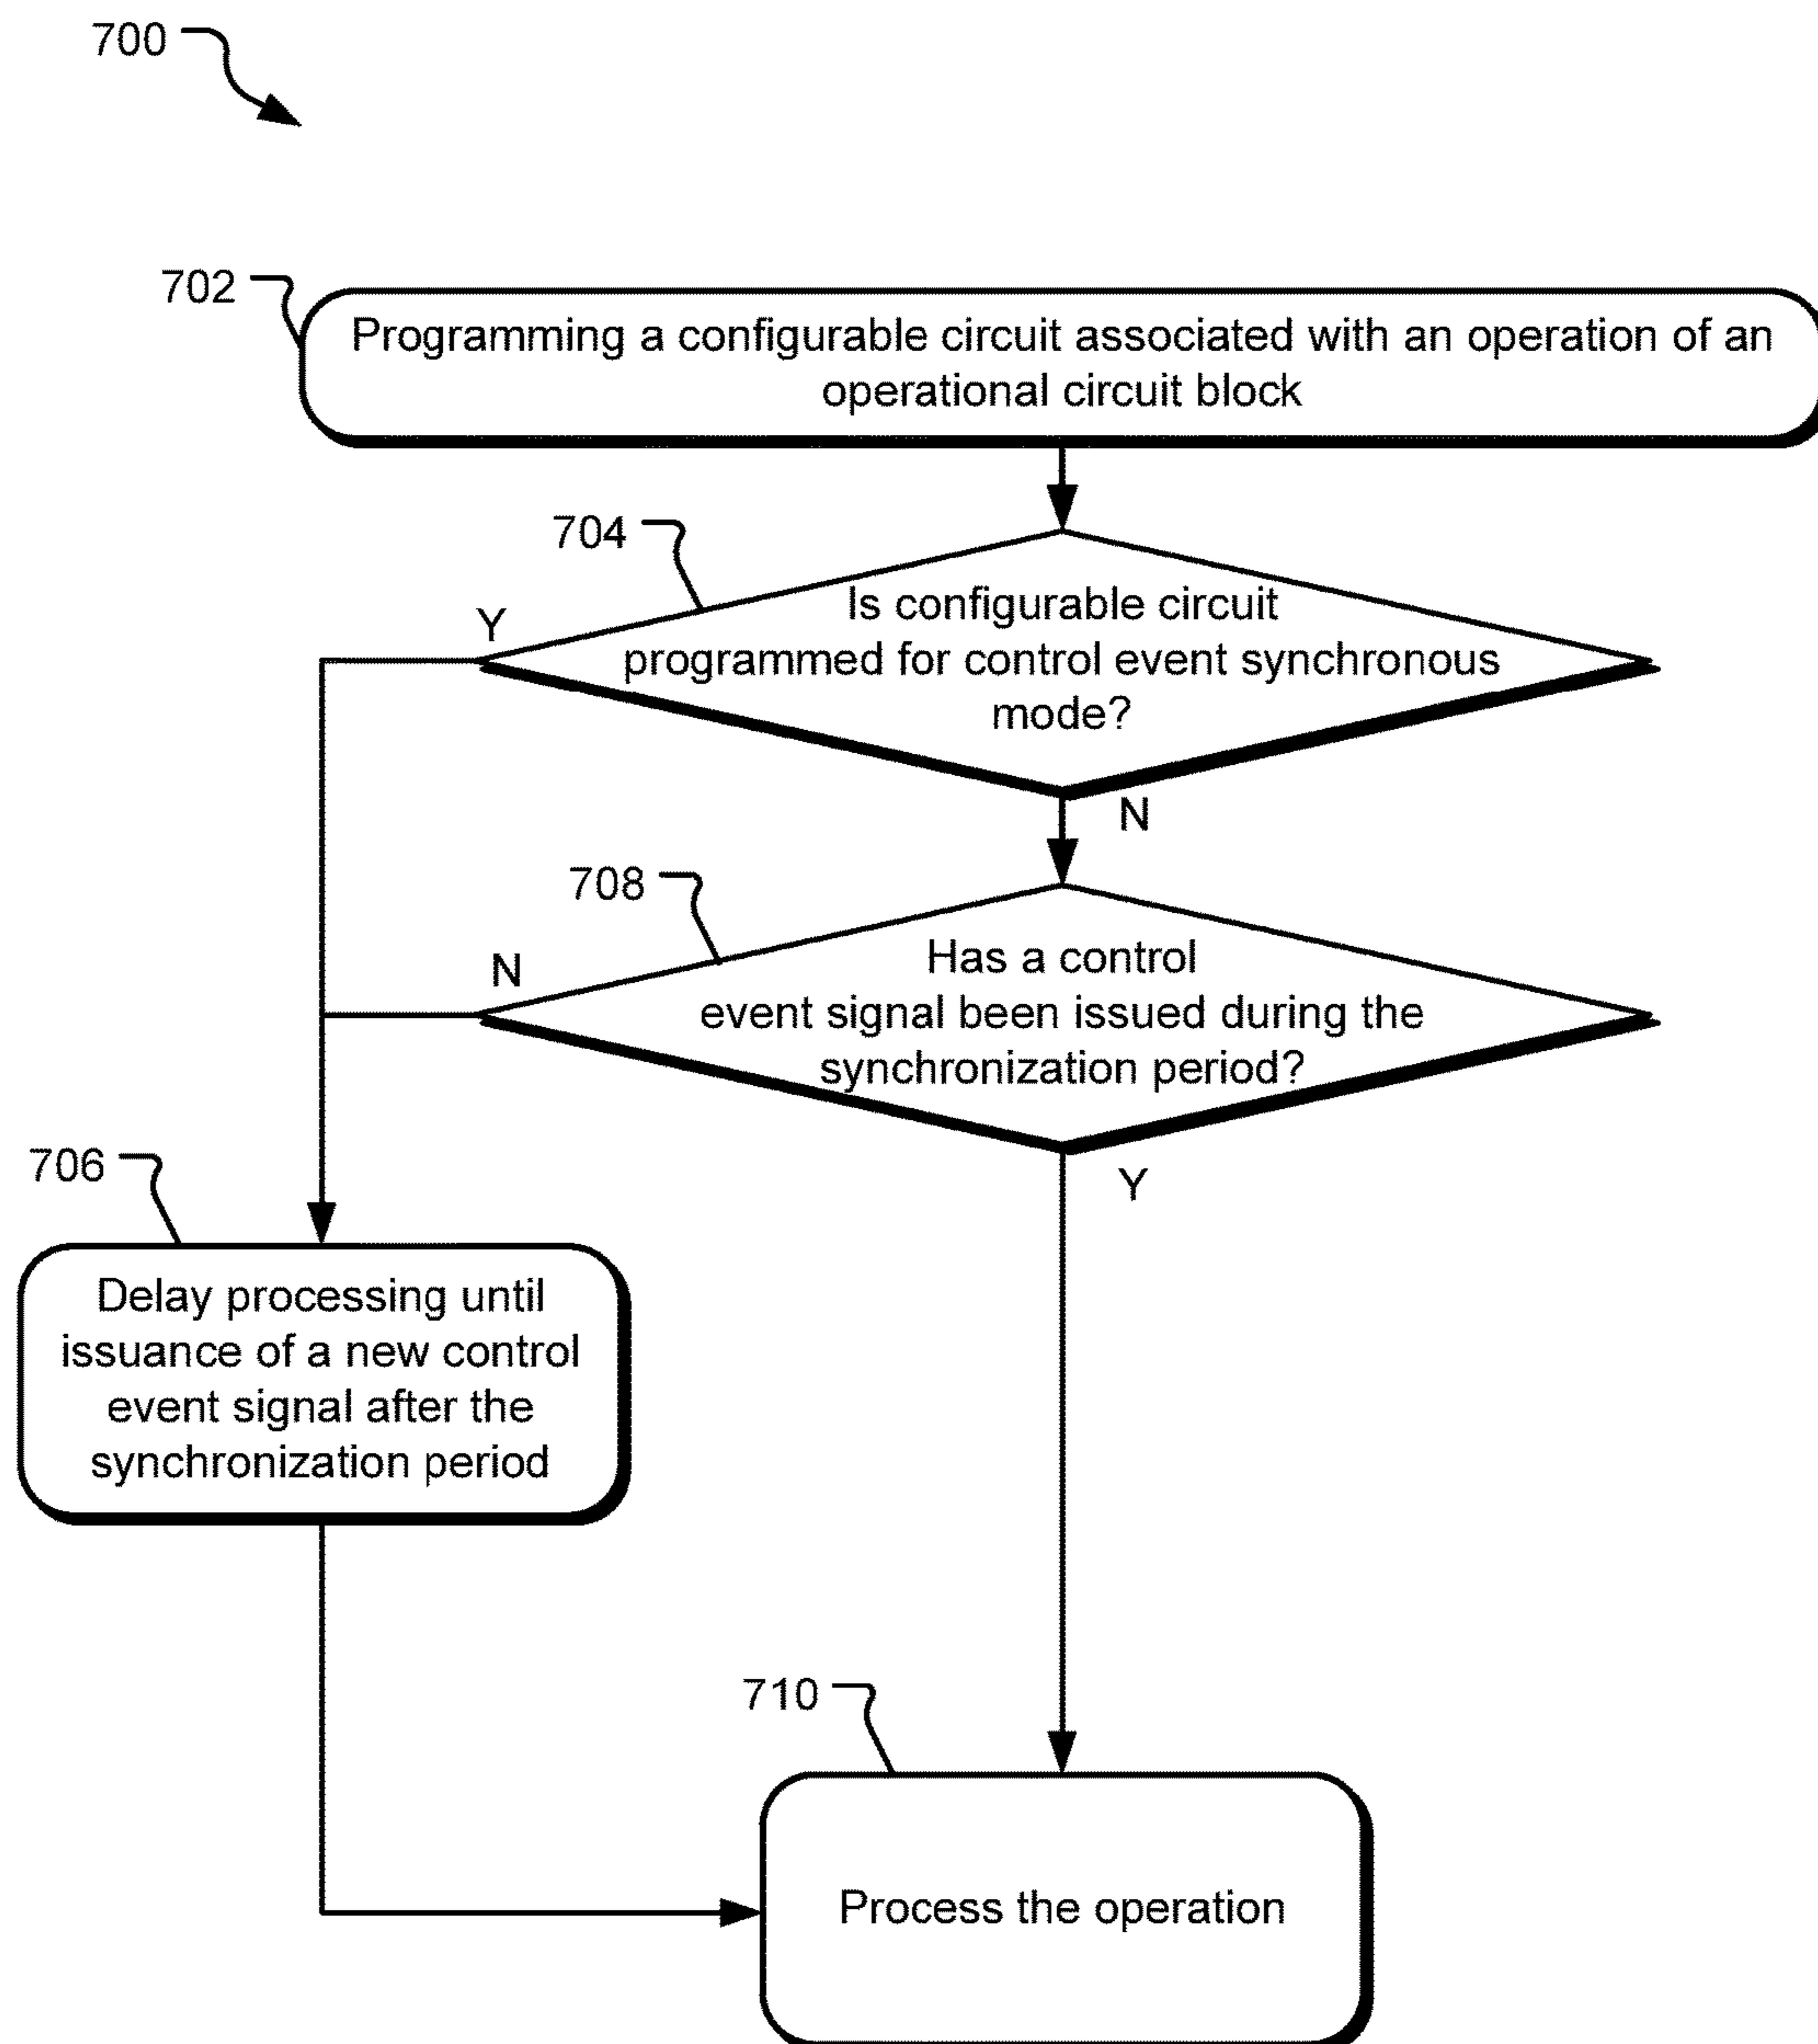 700
702
Programming a configurable circuit associated with an operation of an
operational circuit block
704
Y
Is configurable circuit
programmed for control event synchronous
mode?
N
708
N
Has a control
event signal been issued during the
synchronization period?
Y
706
Delay processing until
issuance of a new control
event signal after the
synchronization period
710
Process the operation